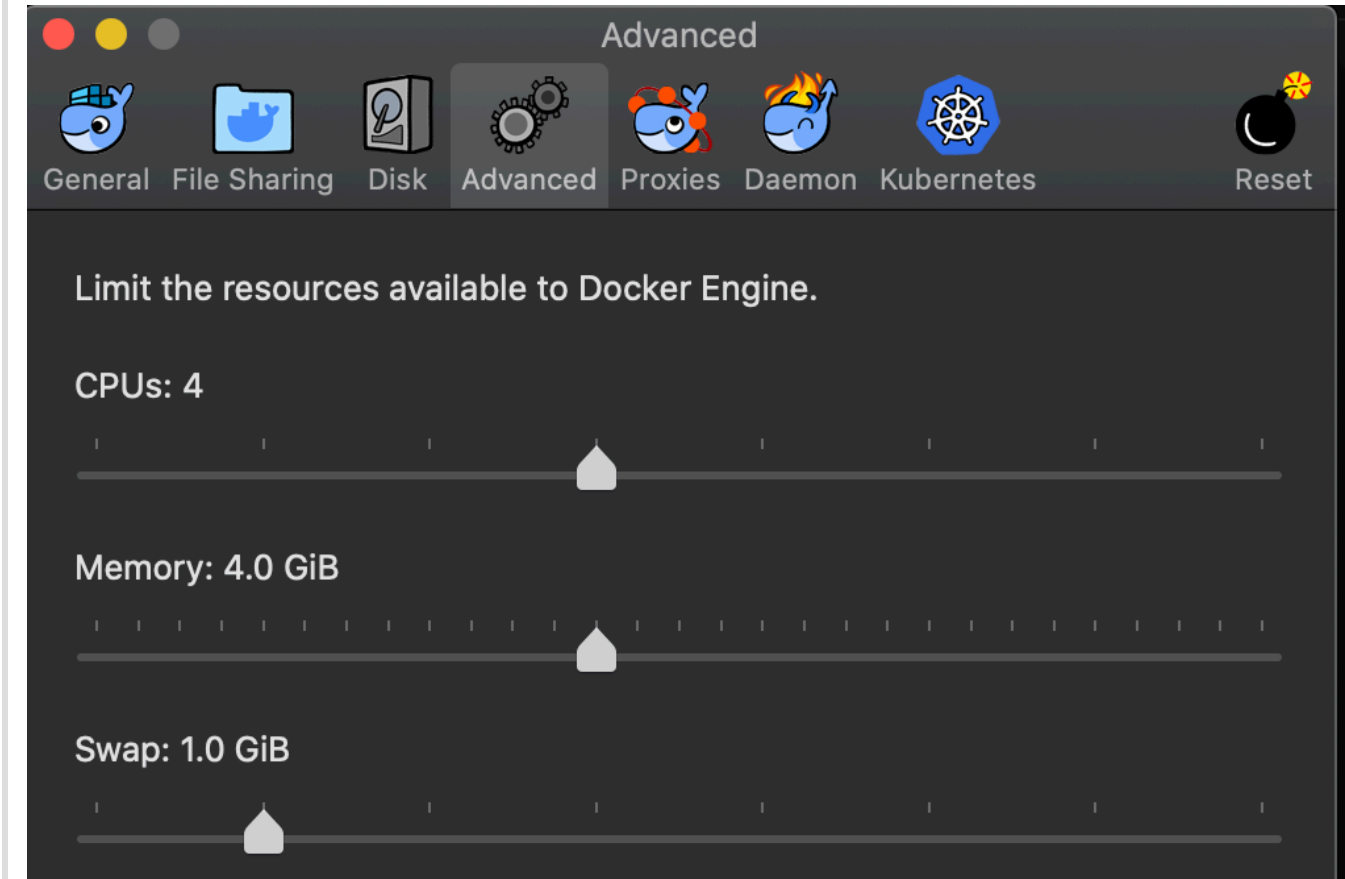 Advanced
General File Sharing Disk Advanced Proxies Daemon Kubernetes Reset
Limit the resources available to Docker Engine.
CPUs: 4
Memory: 4.0 GiB
Swap: 1.0 GiB